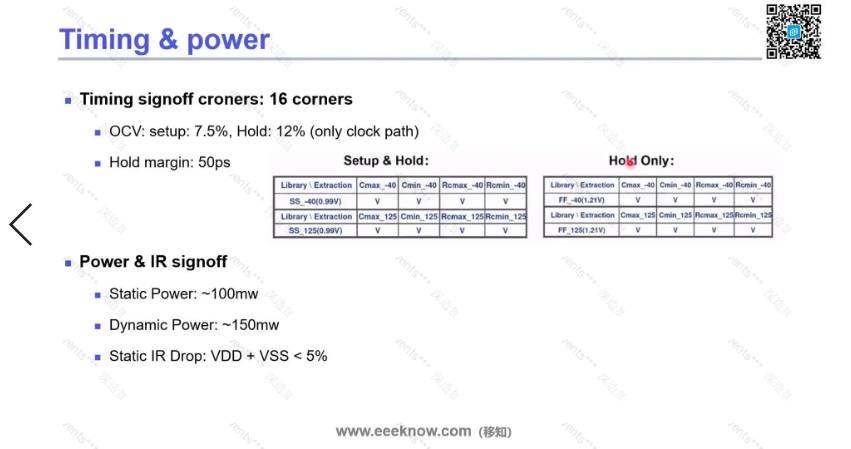 Timing & power
Timing signoff croners: 16 corners
OCV: setup: 7.5%, Hold: 12% (only clock path)
Hold margin: 50ps
Setup & Hold:
Library \ Extraction Cmax_-40 Cmin_-40 Rcmax_-40 Rcmin_-40
SS_-40(0.99V) V V V V
Library \ Extraction Cmax_125 Cmin_125 Rcmax_125 Rcmin_125
SS_125(0.99V) V V V V
Hold Only:
Library \ Extraction Cmax_-40 Cmin_-40 Rcmax_-40 Rcmin_-40
FF_-40(1.21V) V V V V
Library \ Extraction Cmax_125 Cmin_125 Rcmax_125 Rcmin_125
FF_125(1.21V) V V V V
Power & IR signoff
Static Power: ~100mw
Dynamic Power: ~150mw
Static IR Drop: VDD + VSS < 5%
www.eeeknow.com (移知)